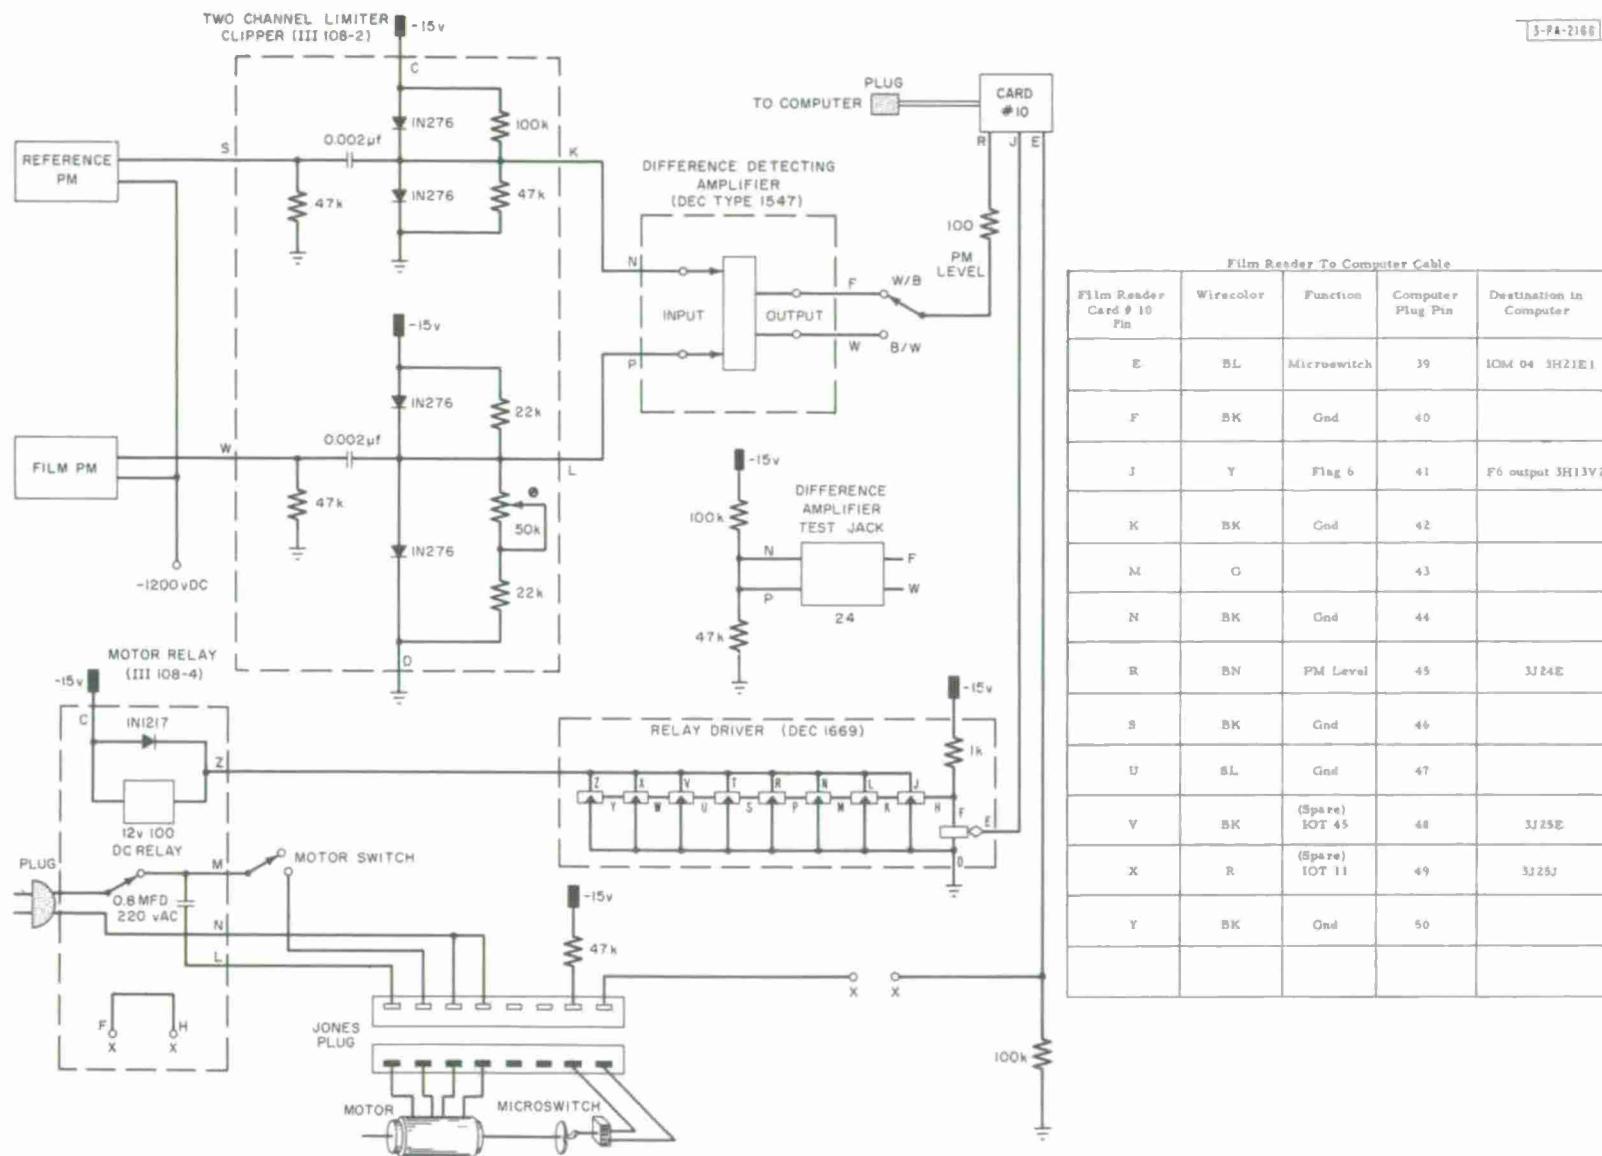 TWO CHANNEL LIMITER
CLIPPER (III 108-2)
-15v
C
IN276
100k
0.002µf
S
K
REFERENCE
PM
47k
IN276
47k
-15v
IN276
22k
0.002µf
W
L
FILM PM
47k
50k
IN276
22k
-1200vDC
D
PLUG
TO COMPUTER
CARD
#10
R
J
E
DIFFERENCE DETECTING
AMPLIFIER
(DEC TYPE 1547)
N
INPUT
OUTPUT
P
F
W/B
W
B/W
100
PM
LEVEL
-15v
100k
DIFFERENCE
AMPLIFIER
TEST JACK
N
F
P
W
24
47k
MOTOR RELAY
(III 108-4)
-15v
C
IN1217
Z
12v 100
DC RELAY
PLUG
M
MOTOR SWITCH
0.8 MFD
220 vAC
N
L
F
H
X
X
RELAY DRIVER (DEC 1669)
-15v
1k
Z X V T R N L J
Y W U S P M K H
F
E
D
-15v
47k
X
X
JONES
PLUG
MOTOR
MICROSWITCH
100k
Film Reader To Computer Cable
Film Reader Card # 10 Pin Wirecolor Function Computer Plug Pin Destination in Computer
E BL Microswitch 39 IOM 04 3H21E1
F BK Gnd 40
J Y Flag 6 41 F6 output 3H13V2
K BK Gnd 42
M G 43
N BK Gnd 44
R BN PM Level 45 3J24E
S BK Gnd 46
U SL Gnd 47
V BK (Spare) IOT 45 48 3J25E
X R (Spare) IOT 11 49 3J25J
Y BK Gnd 50